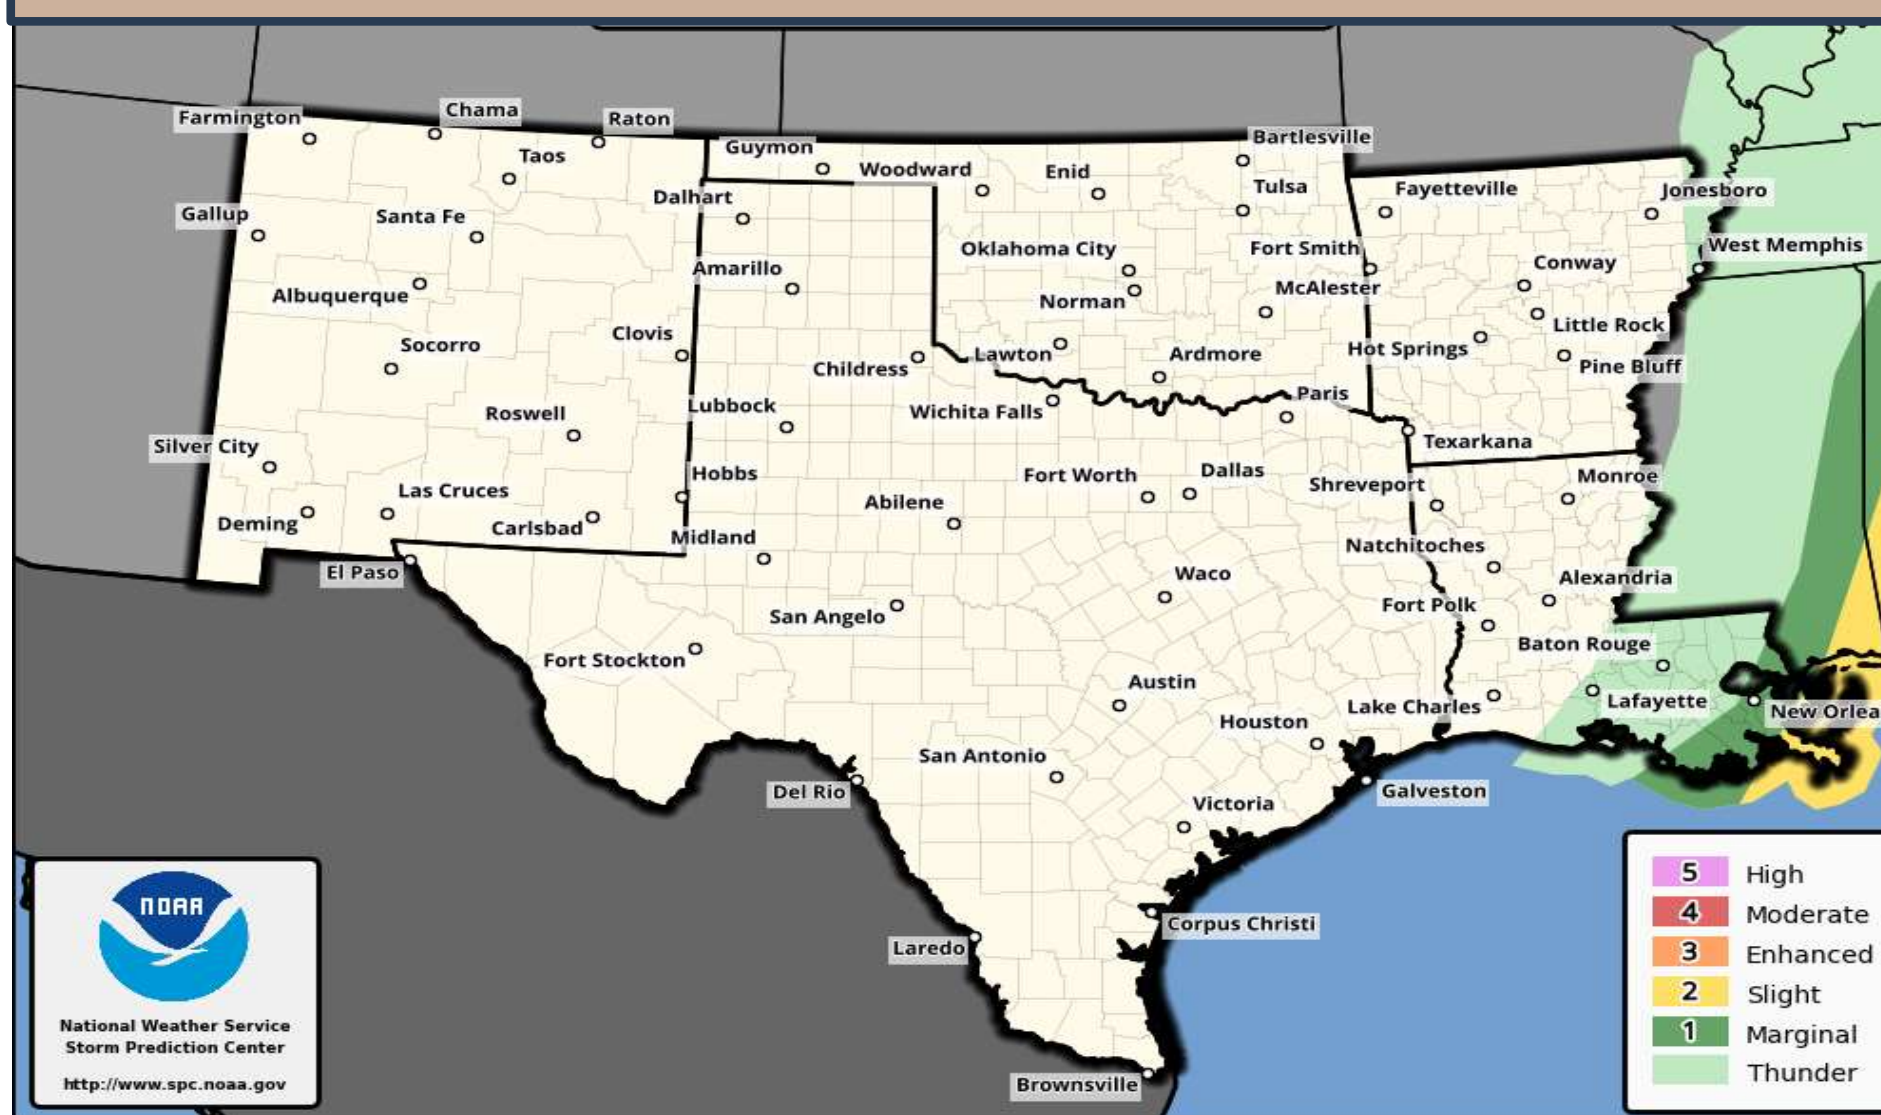 Chama
Farmington
Raton
Bartlesville
Guymon
Taos
Woodward
Enid
Tulsa
Fayetteville
Jonesboro
Dalhart
Gallup
Santa Fe
Oklahoma City
Fort Smith
West Memphis
Conway
Amarillo
McAlester
Albuquerque
Norman
Little Rock
Clovis
Socorro
Hot Springs
Lawton
Ardmore
Pine Bluff
Childress
Paris
Lubbock
Wichita Falls
Roswell
Texarkana
Silver City
Hobbs
Fort Worth
Dallas
Monroe
Shreveport
Las Cruces
Abilene
Deming
Carlsbad
Midland
Natchitoches
El Paso
Waco
Alexandria
San Angelo
Fort Polk
Baton Rouge
Fort Stockton
Austin
Lake Charles
Lafayette
New Orlea
Houston
San Antonio
Del Rio
Galveston
Victoria
Corpus Christi
Laredo
Brownsville
NOAA
National Weather Service
Storm Prediction Center
http://www.spc.noaa.gov
5 High
4 Moderate
3 Enhanced
2 Slight
1 Marginal
Thunder